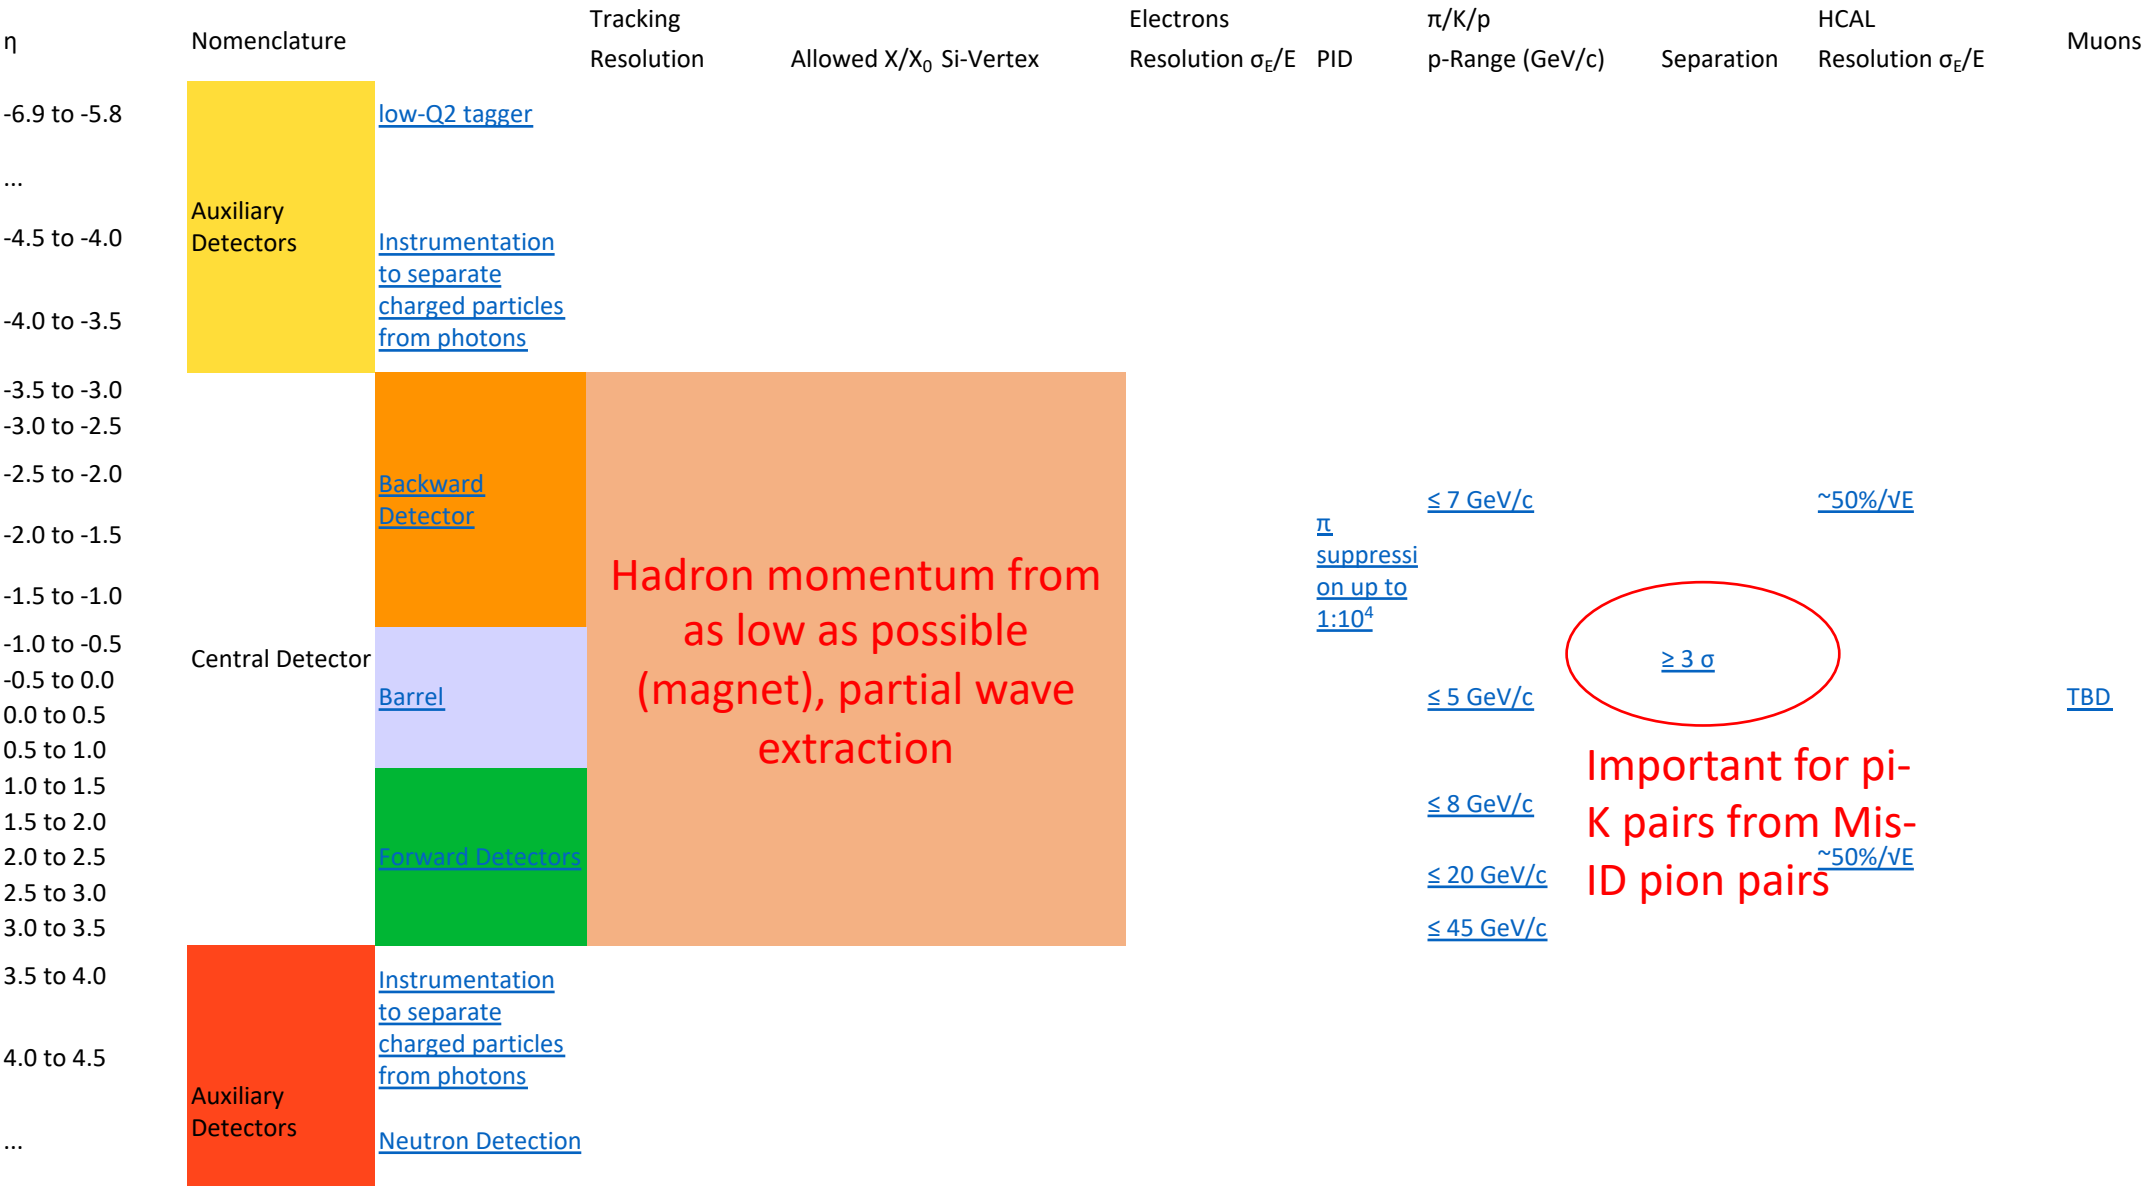 η
Nomenclature
Tracking
Electrons
π/K/p
HCAL
Muons
Resolution
Allowed X/X₀
Si-Vertex
Resolution σ_E/E
PID
p-Range (GeV/c)
Separation
Resolution σ_E/E
-6.9 to -5.8
low-Q2 tagger
...
Auxiliary
Detectors
-4.5 to -4.0
Instrumentation
to separate
charged particles
from photons
-4.0 to -3.5
-3.5 to -3.0
-3.0 to -2.5
-2.5 to -2.0
Backward
Detector
≤ 7 GeV/c
~50%/√E
-2.0 to -1.5
π
suppressi
on up to
1:10⁴
-1.5 to -1.0
Hadron momentum from
as low as possible
(magnet), partial wave
extraction
-1.0 to -0.5
Central Detector
≥ 3 σ
-0.5 to 0.0
Barrel
≤ 5 GeV/c
TBD
0.0 to 0.5
0.5 to 1.0
Important for pi-
K pairs from Mis-
ID pion pairs
1.0 to 1.5
≤ 8 GeV/c
1.5 to 2.0
2.0 to 2.5
Forward Detectors
~50%/√E
≤ 20 GeV/c
2.5 to 3.0
3.0 to 3.5
≤ 45 GeV/c
3.5 to 4.0
Instrumentation
to separate
charged particles
from photons
4.0 to 4.5
Auxiliary
Detectors
...
Neutron Detection